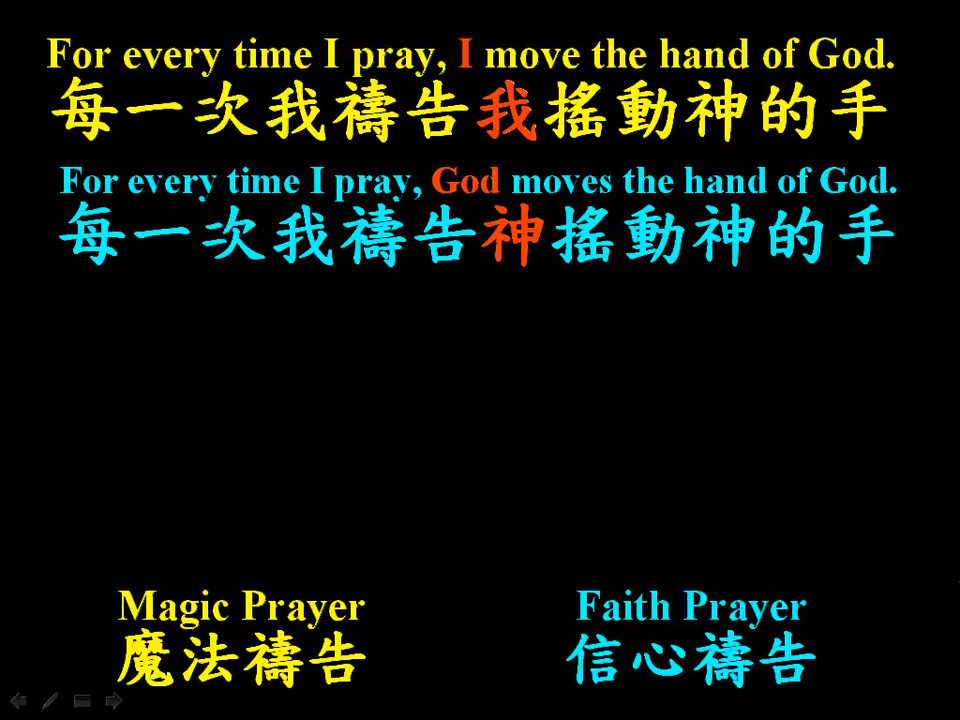 For every time I pray, I move the hand of God.
每一次我禱告我搖動神的手
For every time I pray, God moves the hand of God.
每一次我禱告神搖動神的手
Magic Prayer
魔法禱告
Faith Prayer
信心禱告